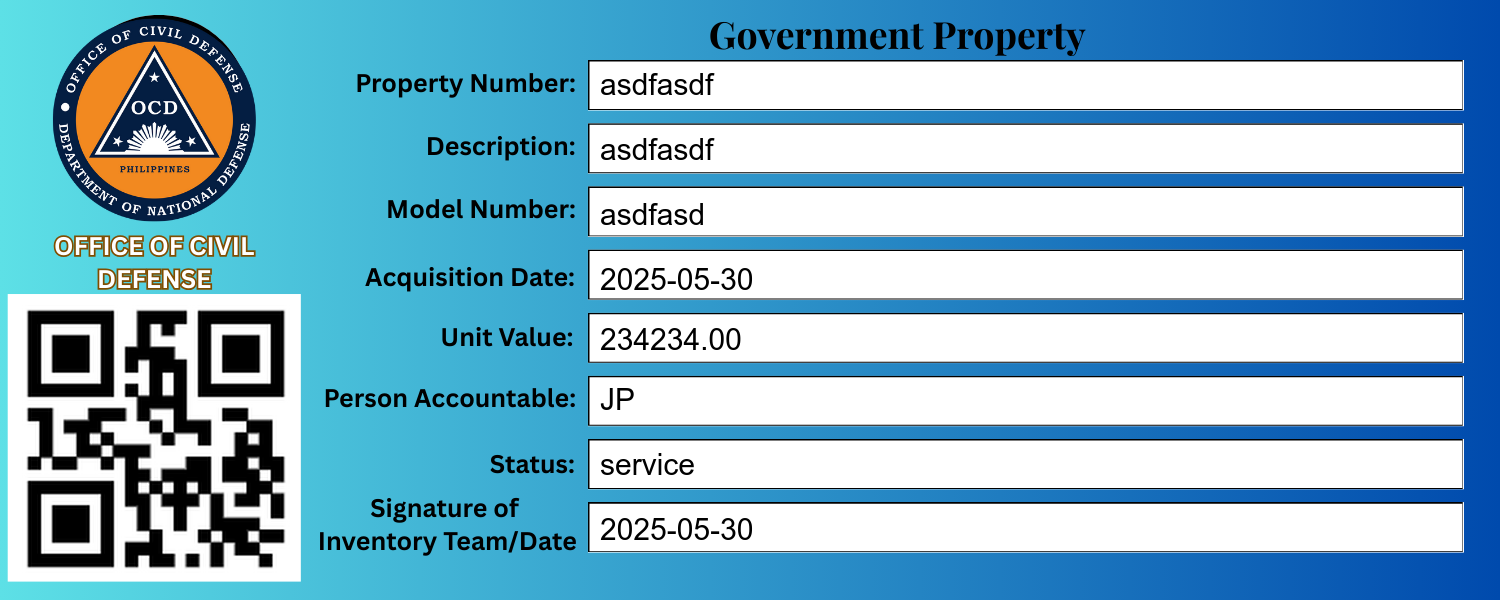 OFFICE OF CIVIL DEFENSE
OCD
PHILIPPINES
DEPARTMENT OF NATIONAL DEFENSE
OFFICE OF CIVIL
DEFENSE
Government Property
Property Number: asdfasdf
Description: asdfasdf
Model Number: asdfasd
Acquisition Date: 2025-05-30
Unit Value: 234234.00
Person Accountable: JP
Status: service
Signature of
Inventory Team/Date 2025-05-30